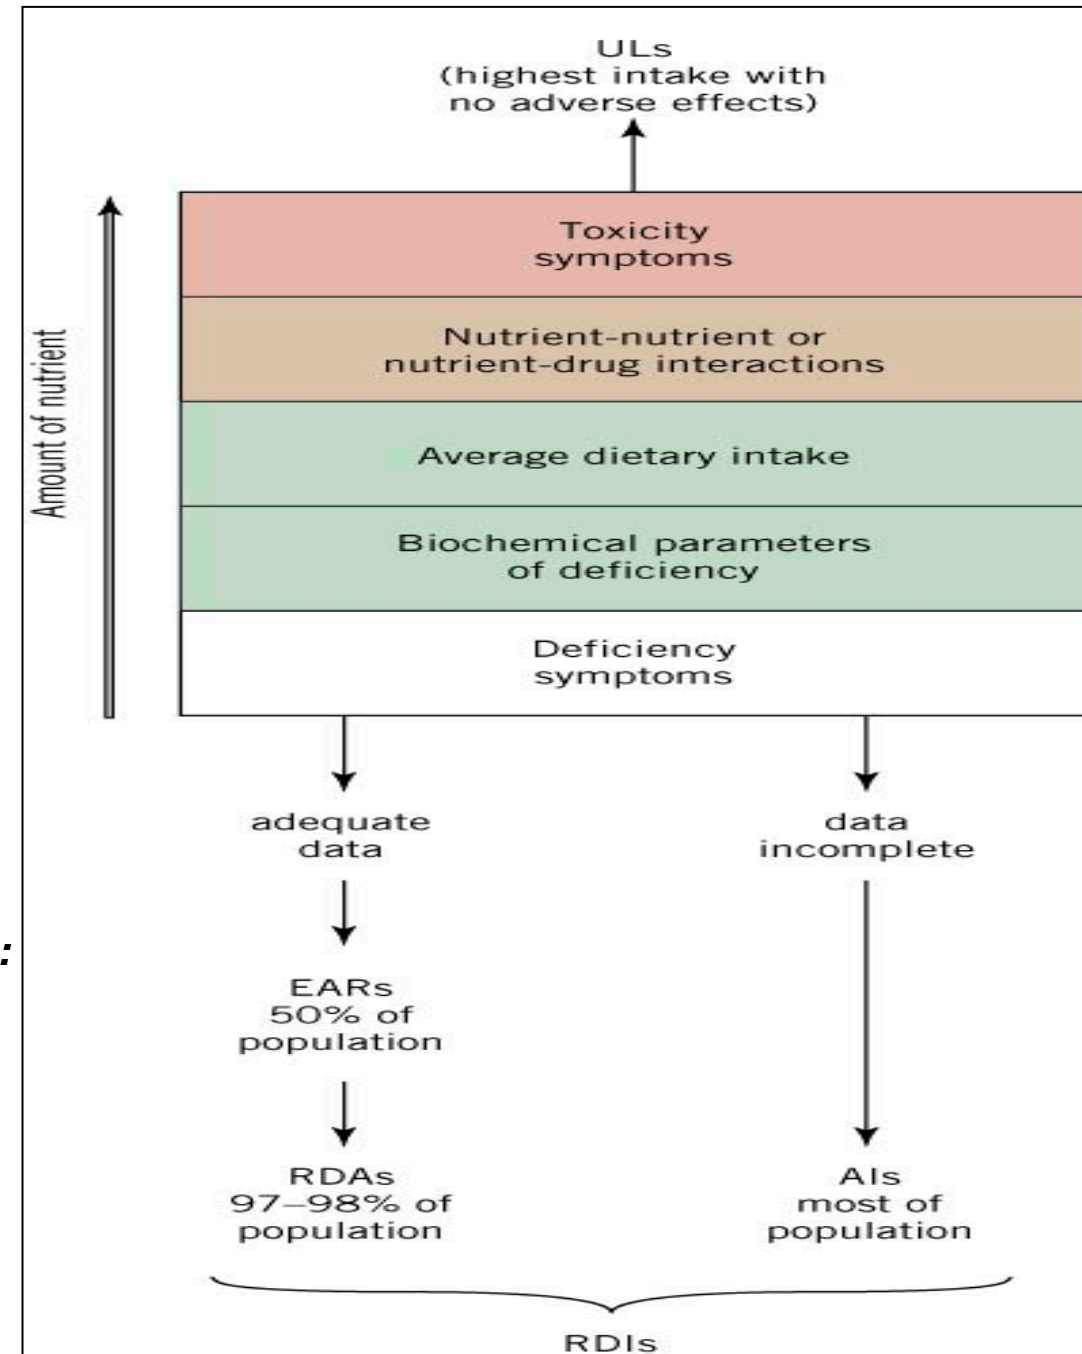 ULs
(highest intake with
no adverse effects)
Amount of nutrient
Toxicity
symptoms
Nutrient-nutrient or
nutrient-drug interactions
Average dietary intake
Biochemical parameters
of deficiency
Deficiency
symptoms
adequate
data
data
incomplete
:
EARs
50% of
population
RDAs
97–98% of
population
AIs
most of
population
RDIs